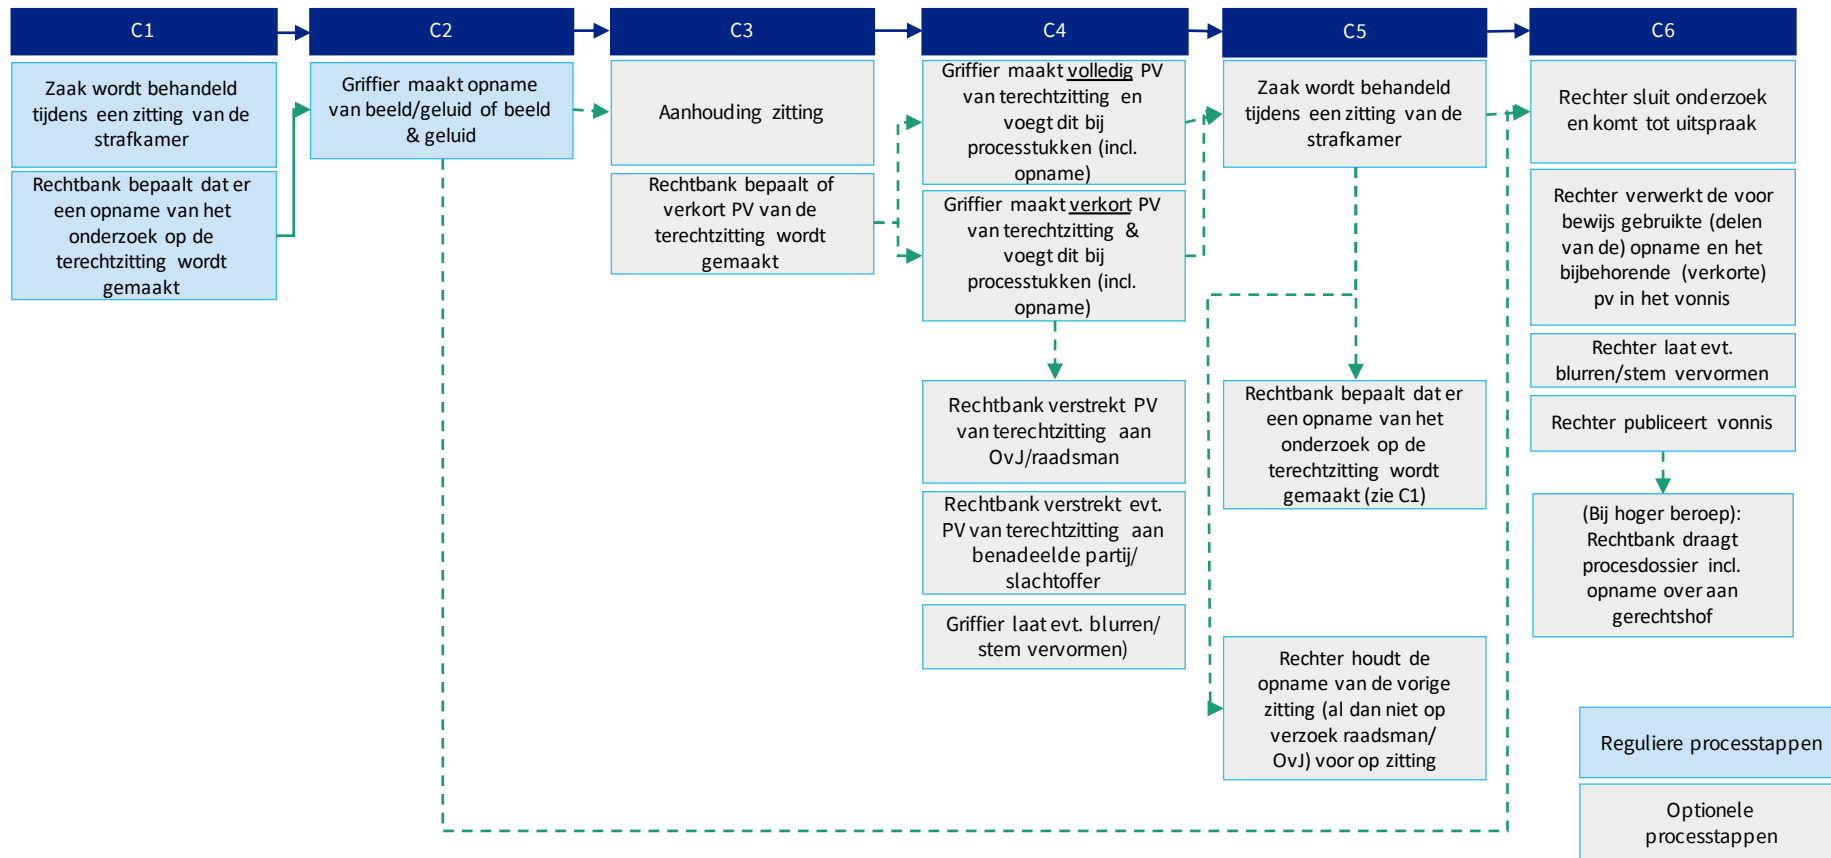 C1
C2
C3
C4
C5
C6
Zaak wordt behandeld
tijdens een zitting van de
strafkamer
Rechtbank bepaalt dat er
een opname van het
onderzoek op de
terechtzitting wordt
gemaakt
Griffier maakt opname
van beeld/geluid of beeld
& geluid
Aanhouding zitting
Rechtbank bepaalt of
verkort PV van de
terechtzitting wordt
gemaakt
Griffier maakt volledig PV
van terechtzitting en
voegt dit bij
processtukken (incl.
opname)
Griffier maakt verkort PV
van terechtzitting &
voegt dit bij
processtukken (incl.
opname)
Rechtbank verstrekt PV
van terechtzitting aan
OvJ/raadsman
Rechtbank verstrekt evt.
PV van terechtzitting aan
benadeelde partij/
slachtoffer
Griffier laat evt. blurren/
stem vervormen)
Zaak wordt behandeld
tijdens een zitting van de
strafkamer
Rechtbank bepaalt dat er
een opname van het
onderzoek op de
terechtzitting wordt
gemaakt (zie C1)
Rechter houdt de
opname van de vorige
zitting (al dan niet op
verzoek raadsman/
OvJ) voor op zitting
Rechter sluit onderzoek
en komt tot uitspraak
Rechter verwerkt de voor
bewijs gebruikte (delen
van de) opname en het
bijbehorende (verkorte)
pv in het vonnis
Rechter laat evt.
blurren/stem vervormen
Rechter publiceert vonnis
(Bij hoger beroep):
Rechtbank draagt
procesdossier incl.
opname over aan
gerechtshof
Reguliere processtappen
Optionele
processtappen